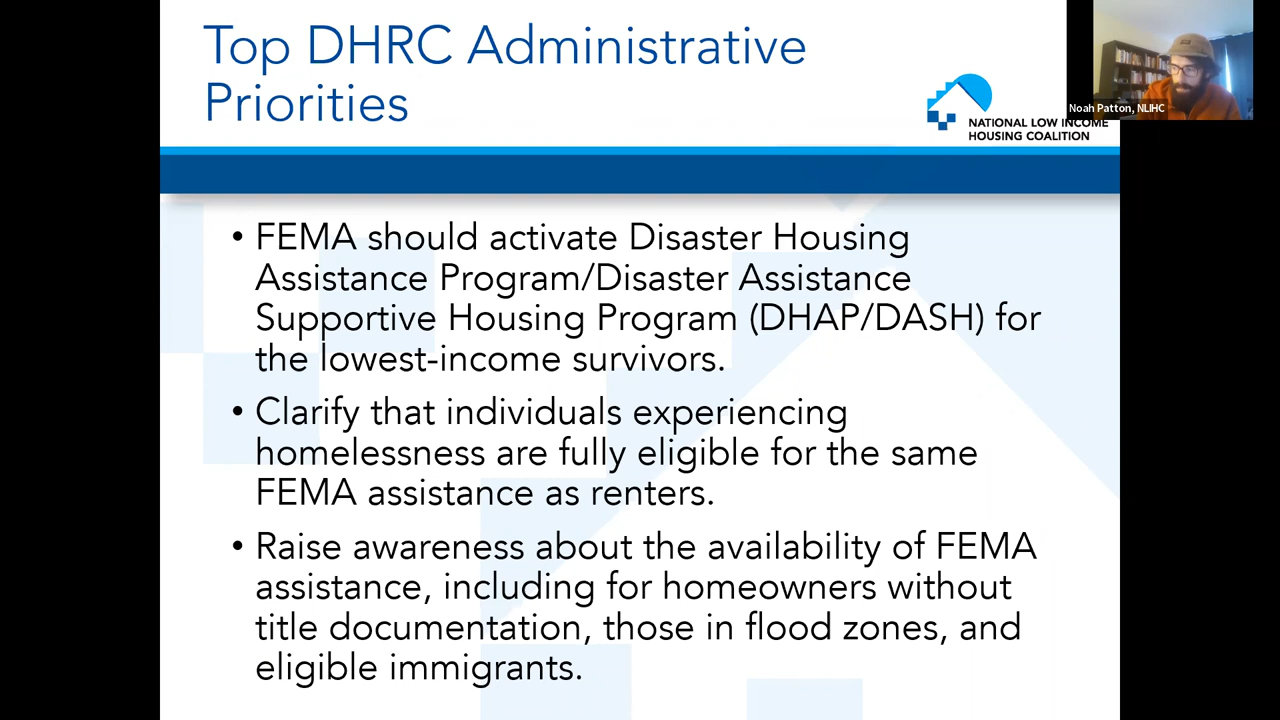 Top DHRC Administrative
Priorities
Noah Patton, NLIHC
NATIONAL LOW INCOME
HOUSING COALITION
• FEMA should activate Disaster Housing
Assistance Program/Disaster Assistance
Supportive Housing Program (DHAP/DASH) for
the lowest-income survivors.
• Clarify that individuals experiencing
homelessness are fully eligible for the same
FEMA assistance as renters.
• Raise awareness about the availability of FEMA
assistance, including for homeowners without
title documentation, those in flood zones, and
eligible immigrants.